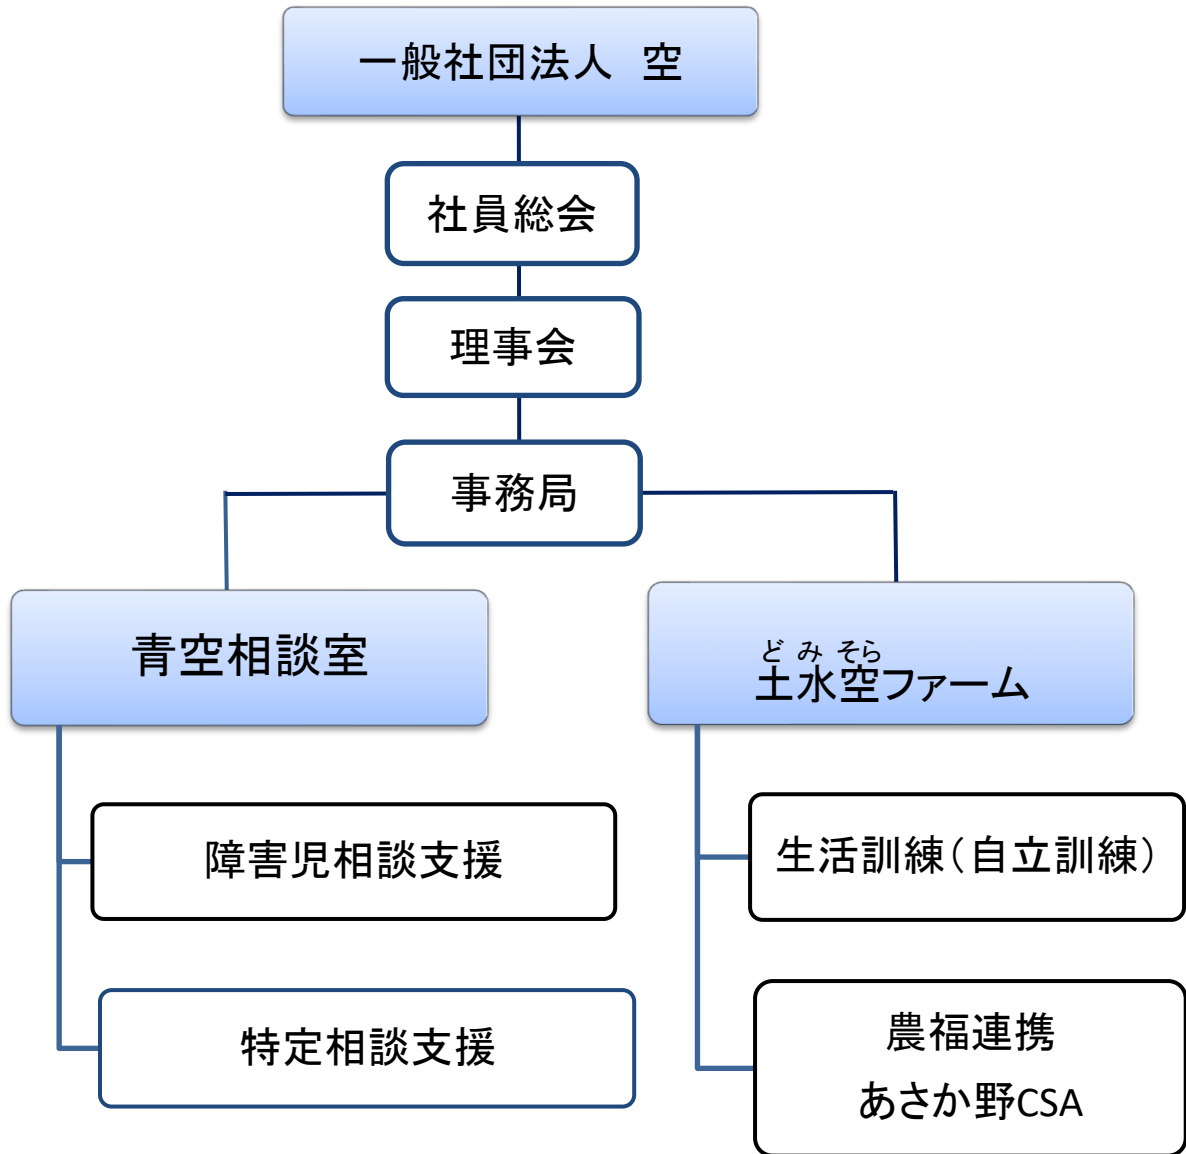 一般社団法人　空
社員総会
理事会
事務局
青空相談室
ど み そら
土水空ファーム
障害児相談支援
生活訓練（自立訓練）
特定相談支援
農福連携
あさか野CSA